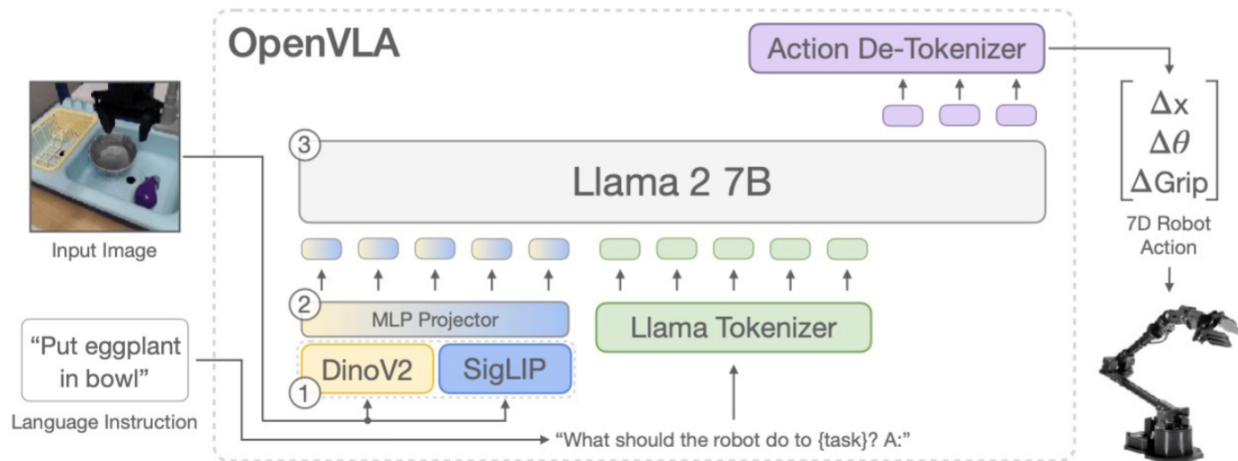 OpenVLA
Action De-Tokenizer
Input Image
3
Llama 2 7B
Δx
Δθ
ΔGrip
7D Robot
Action
2
MLP Projector
Llama Tokenizer
“Put eggplant
in bowl”
Language Instruction
1
DinoV2
SigLIP
“What should the robot do to {task}? A:”